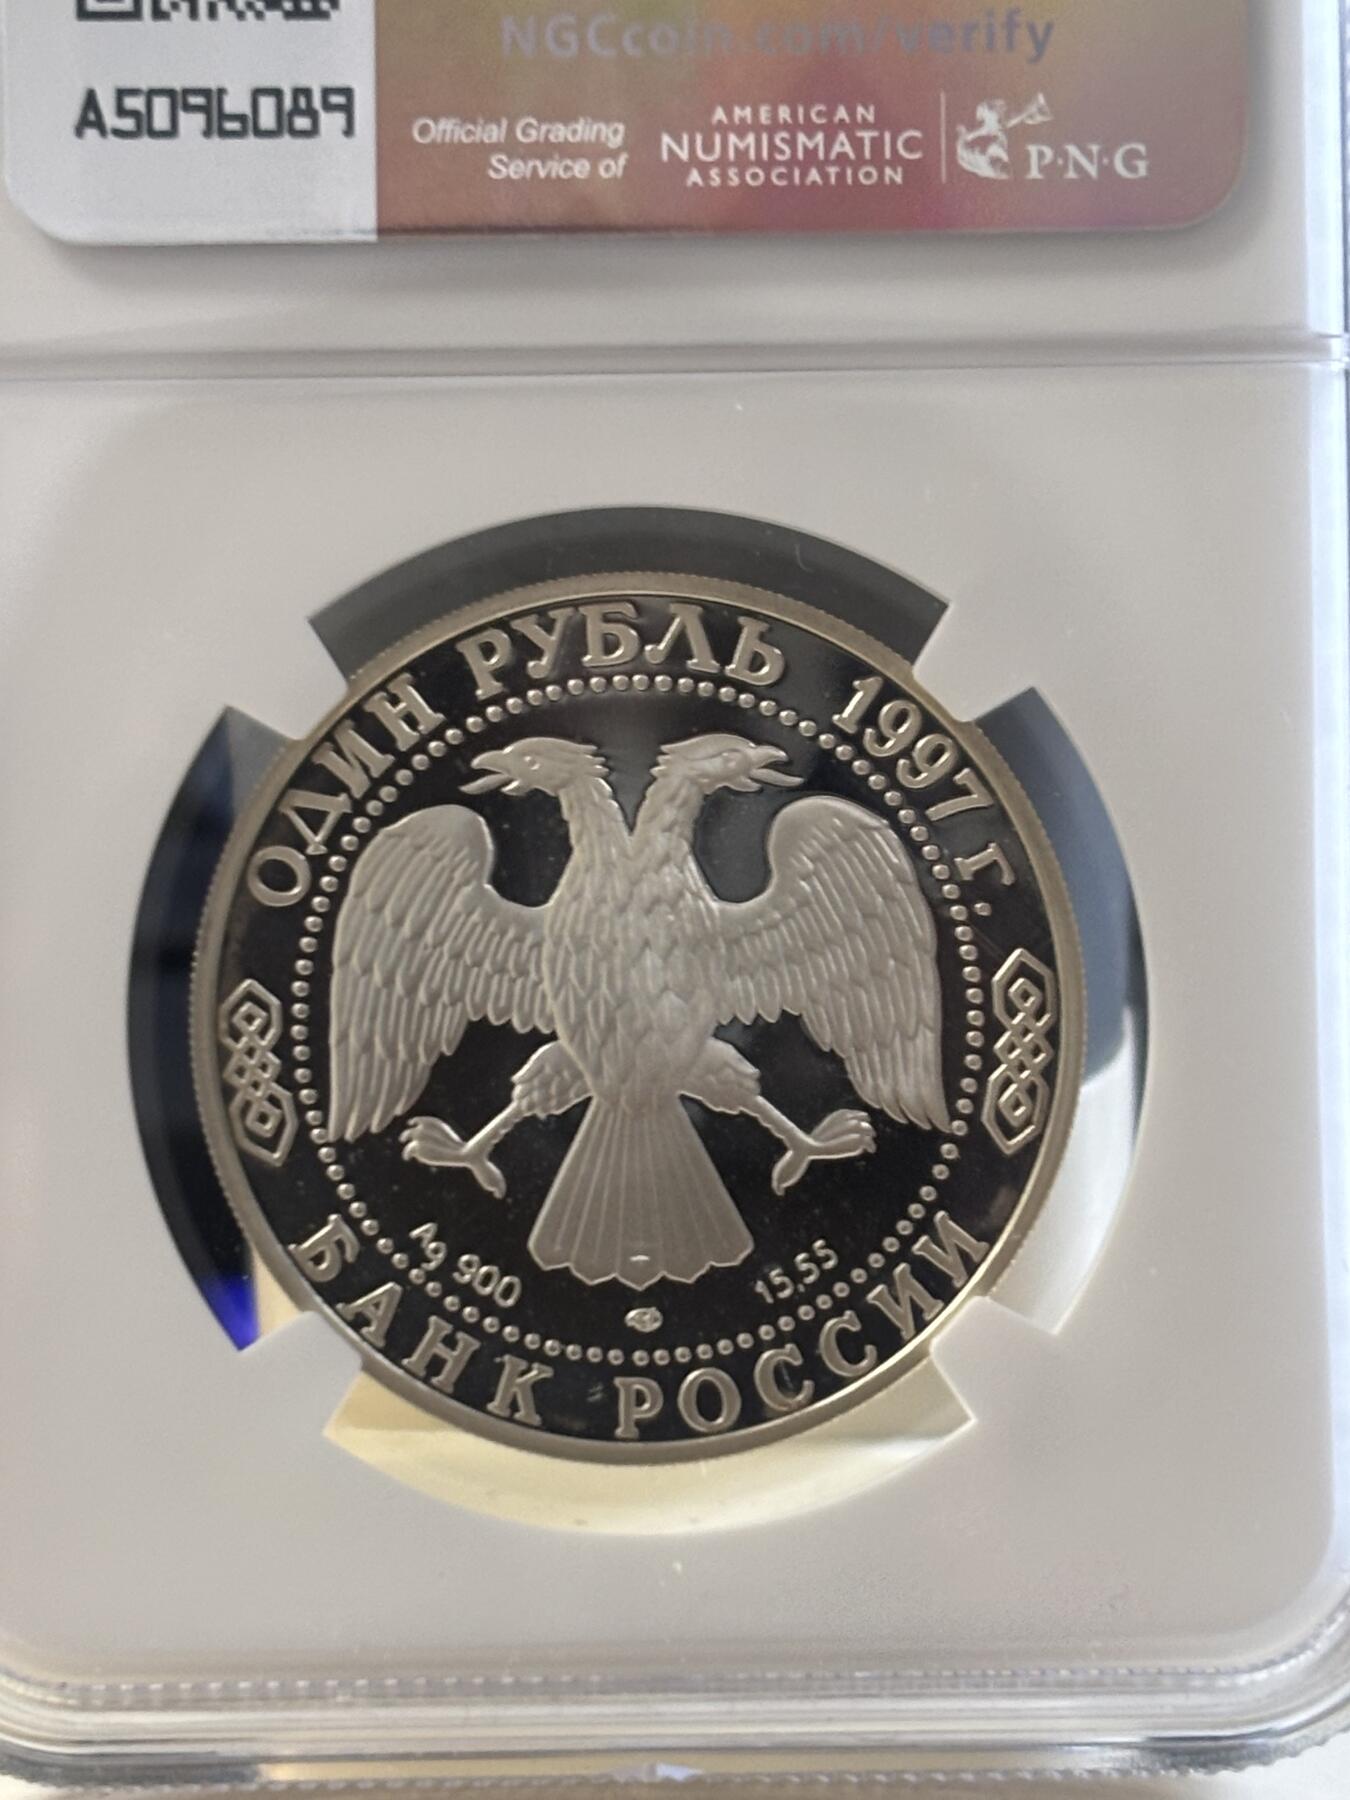 NGCcoin.com/verify
A5096089
Official Grading
Service of
AMERICAN
NUMISMATIC
ASSOCIATION
P·N·G
ОДИН РУБЛЬ 1997 г.
Ag 900
15,55
БАНК РОССИИ